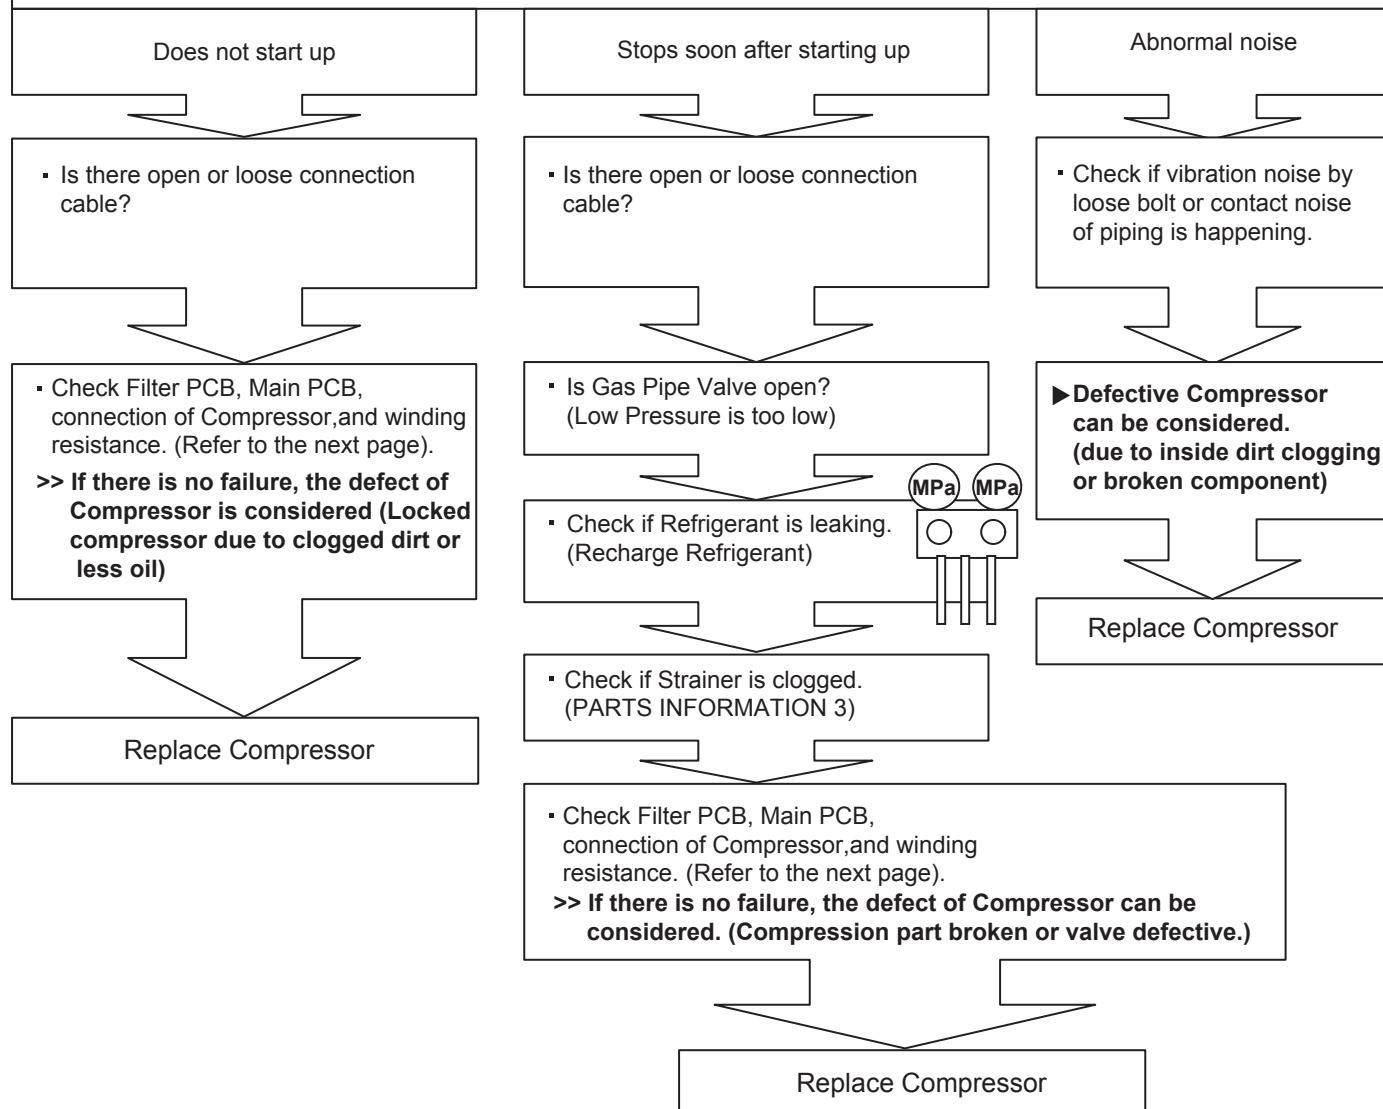 Does not start up
▪ Is there open or loose connection
cable?
▪ Check Filter PCB, Main PCB,
connection of Compressor,and winding
resistance. (Refer to the next page).
>> If there is no failure, the defect of
Compressor is considered (Locked
compressor due to clogged dirt or
less oil)
Replace Compressor
Stops soon after starting up
▪ Is there open or loose connection
cable?
▪ Is Gas Pipe Valve open?
(Low Pressure is too low)
MPa MPa
▪ Check if Refrigerant is leaking.
(Recharge Refrigerant)
▪ Check if Strainer is clogged.
(PARTS INFORMATION 3)
▪ Check Filter PCB, Main PCB,
connection of Compressor,and winding
resistance. (Refer to the next page).
>> If there is no failure, the defect of Compressor can be
considered. (Compression part broken or valve defective.)
Replace Compressor
Abnormal noise
▪ Check if vibration noise by
loose bolt or contact noise
of piping is happening.
▶Defective Compressor
can be considered.
(due to inside dirt clogging
or broken component)
Replace Compressor